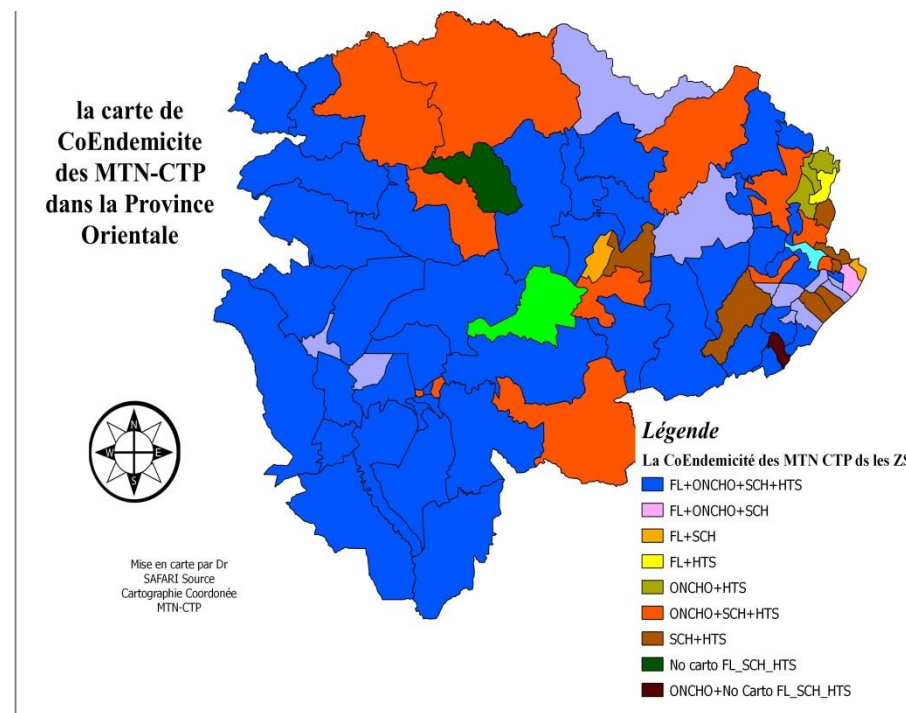 la carte de
CoEndemicite
des MTN-CTP
dans la Province
Orientale
N
W
E
S
Mise en carte par Dr
SAFARI Source
Cartographie Coordonée
MTN-CTP
Légende
La CoEndemicité des MTN CTP ds les ZS
FL+ONCHO+SCH+HTS
FL+ONCHO+SCH
FL+SCH
FL+HTS
ONCHO+HTS
ONCHO+SCH+HTS
SCH+HTS
No carto FL_SCH_HTS
ONCHO+No Carto FL_SCH_HTS